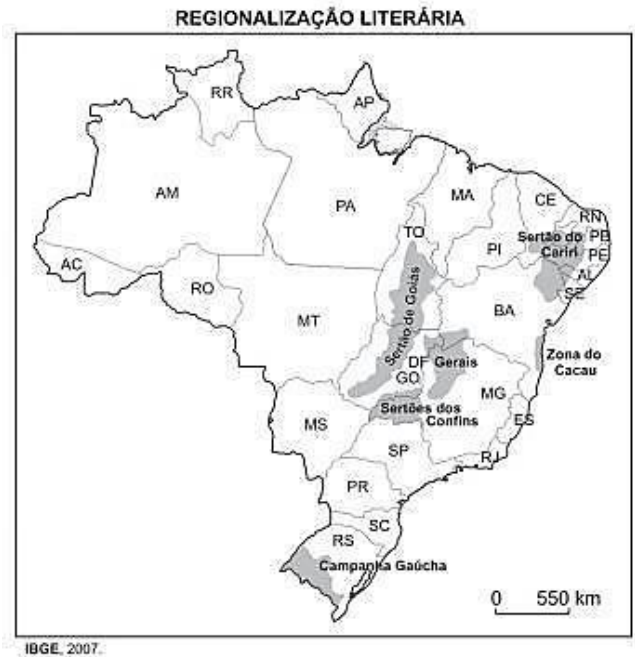 REGIONALIZAÇÃO LITERÁRIA
RR
AP
AM
PA
MA
CE
RN
TO
PI
Sertão do
Cariri
PB
PE
AC
AL
SE
RO
BA
MT
Sertão de Goiás
Zona do
Cacau
DF
Gerais
GO
MG
Sertões dos
Confins
ES
MS
SP
RJ
PR
SC
RS
Campanha Gaúcha
0 550 km
IBGE, 2007.